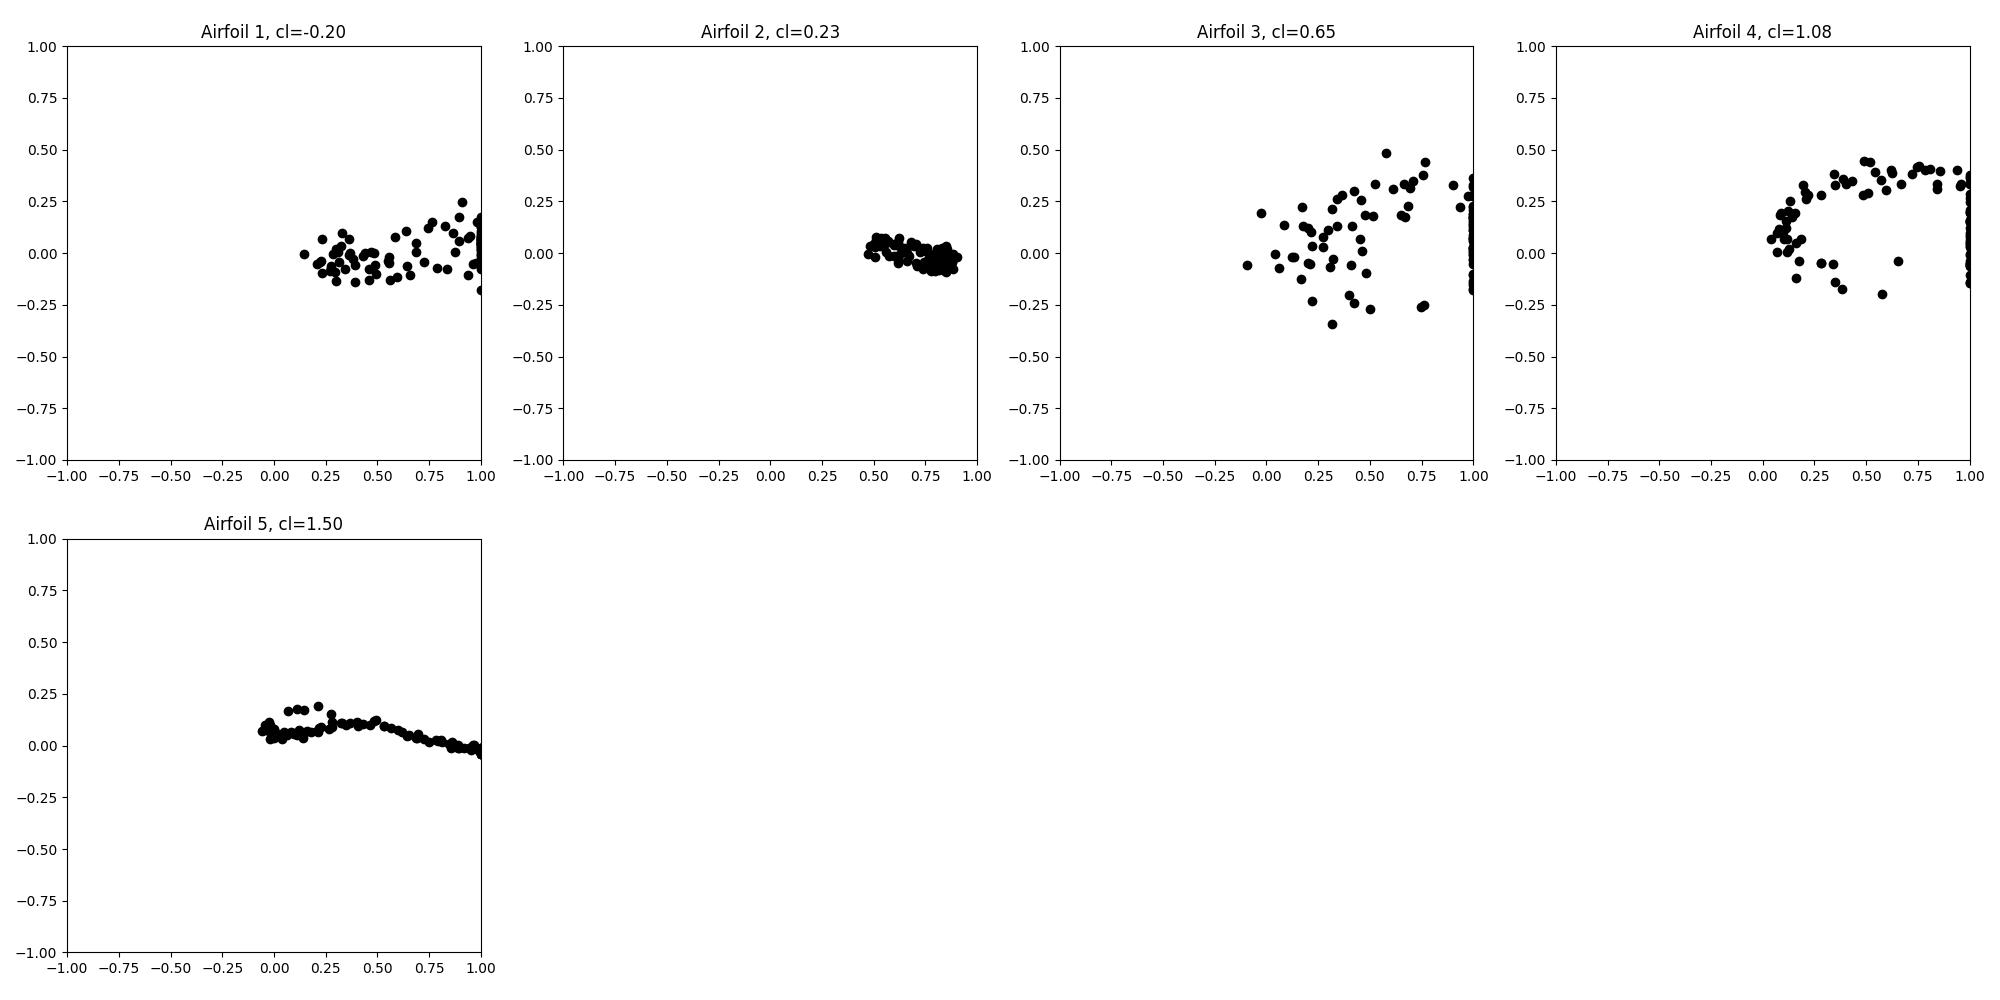 Airfoil 1, cl=-0.20
Airfoil 2, cl=0.23
Airfoil 3, cl=0.65
Airfoil 4, cl=1.08
1.00 1.00 1.00 1.00
0.75 0.75 0.75 0.75
0.50 0.50 0.50 0.50
0.25 0.25 0.25 0.25
0.00 0.00 0.00 0.00
−0.25 −0.25 −0.25 −0.25
−0.50 −0.50 −0.50 −0.50
−0.75 −0.75 −0.75 −0.75
−1.00 −1.00 −1.00 −1.00
−1.00 −0.75 −0.50 −0.25 0.00 0.25 0.50 0.75 1.00
−1.00 −0.75 −0.50 −0.25 0.00 0.25 0.50 0.75 1.00
−1.00 −0.75 −0.50 −0.25 0.00 0.25 0.50 0.75 1.00
−1.00 −0.75 −0.50 −0.25 0.00 0.25 0.50 0.75 1.00
Airfoil 5, cl=1.50
1.00
0.75
0.50
0.25
0.00
−0.25
−0.50
−0.75
−1.00
−1.00 −0.75 −0.50 −0.25 0.00 0.25 0.50 0.75 1.00